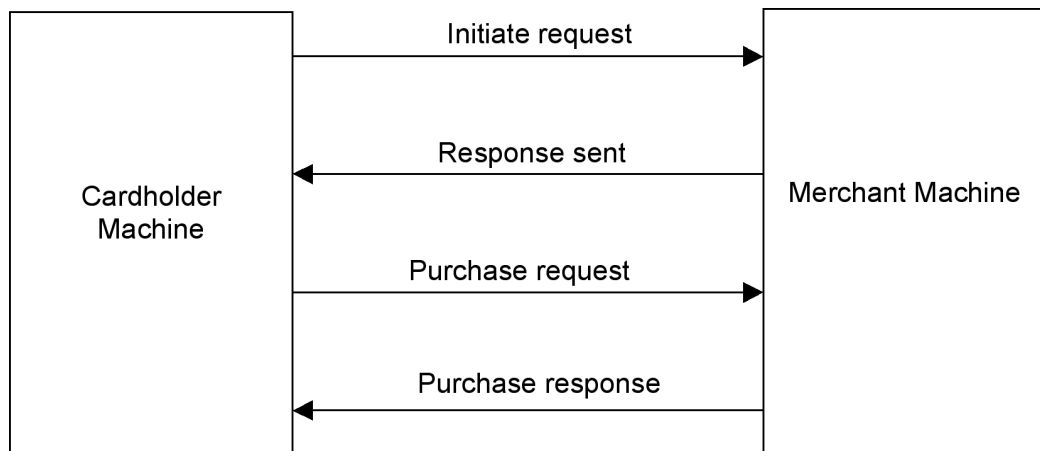 Initiate request
Response sent
Cardholder
Machine
Merchant Machine
Purchase request
Purchase response